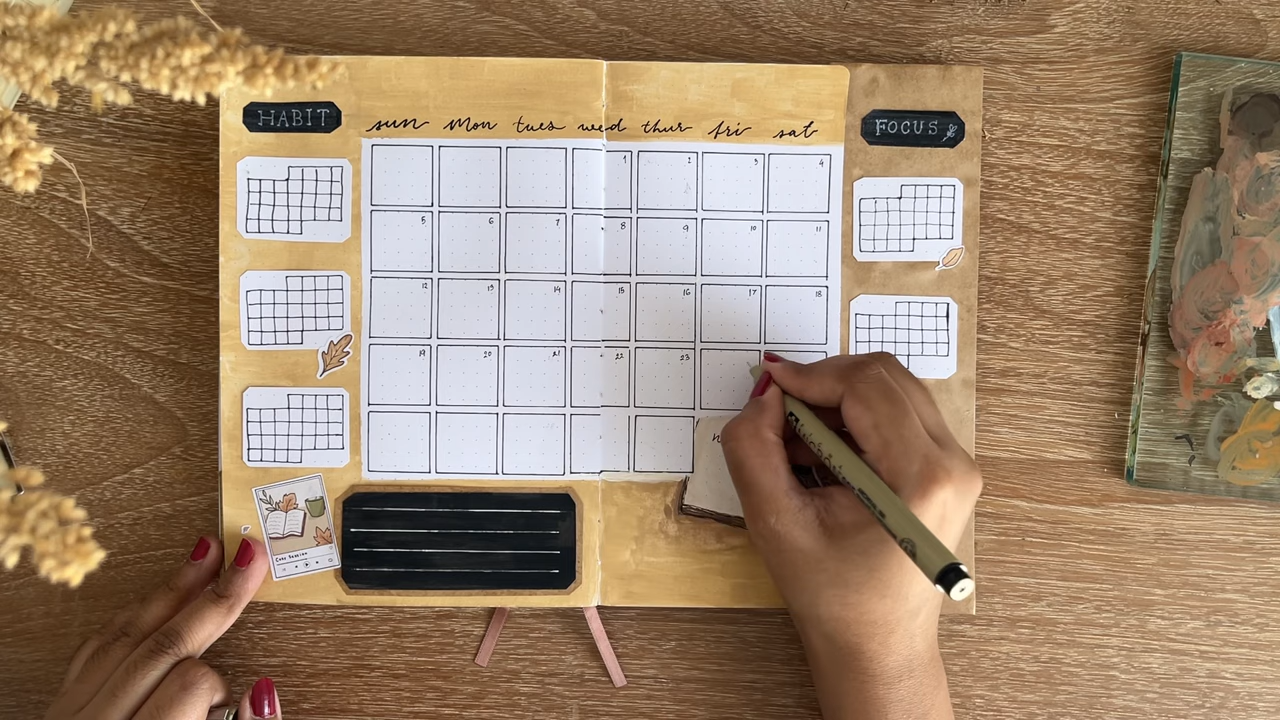 HABIT
sun Mon tues wed thur fri sat
FOCUS
1 2 3 4
5 6 7 8 9 10 11
12 13 14 15 16 17 18
19 20 21 22 23